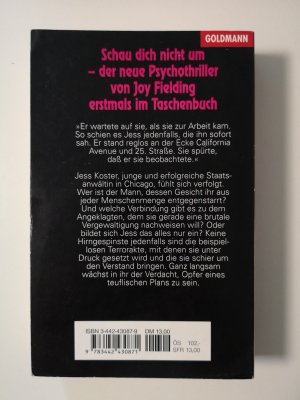 GOLDMANN
Schau dich nicht um
– der neue Psychothriller
von Joy Fielding
erstmals im Taschenbuch
»Er wartete auf sie, als sie zur Arbeit kam.
So schien es Jess jedenfalls, die ihn sofort
sah. Er stand reglos an der Ecke California
Avenue und 25. Straße. Sie spürte,
daß er sie beobachtete.«
Jess Koster, junge und erfolgreiche Staats-
anwältin in Chicago, fühlt sich verfolgt.
Wer ist der Mann, dessen Gesicht ihr aus
jeder Menschenmenge entgegenstarrt?
Und welche Verbindung gibt es zu dem
Angeklagten, dem sie gerade eine brutale
Vergewaltigung nachweisen will? Oder
bildet sich Jess das alles nur ein? Keine
Hirngespinste jedenfalls sind die beispiel-
losen Terrorakte, mit denen sie unter
Druck gesetzt wird und die sie schier um
den Verstand bringen. Ganz langsam
wächst in ihr der Verdacht, Opfer eines
teuflischen Plans zu sein.
ISBN 3-442-43087-9 DM 13.00
ÖS 102,-
SFR 13,00
9 783442 430871